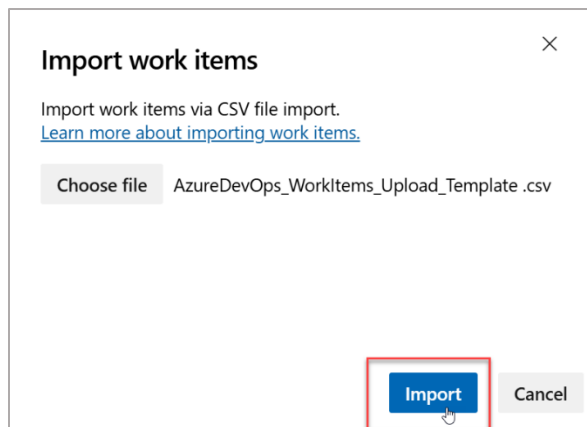 Import work items
Import work items via CSV file import.
Learn more about importing work items.
Choose file AzureDevOps_WorkItems_Upload_Template .csv
Import Cancel